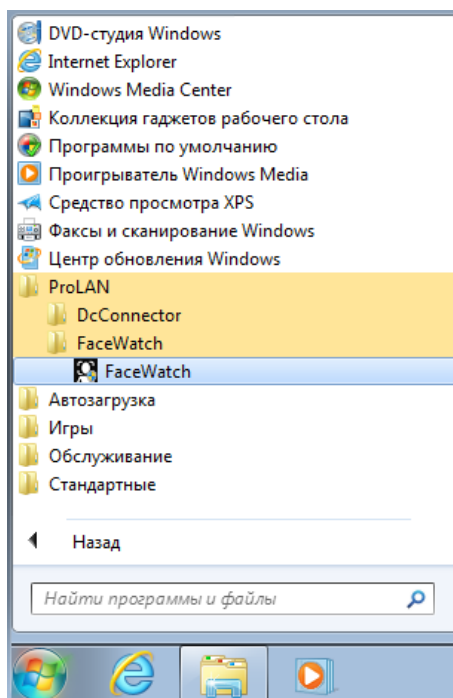 DVD-студия Windows
Internet Explorer
Windows Media Center
Коллекция гаджетов рабочего стола
Программы по умолчанию
Проигрыватель Windows Media
Средство просмотра XPS
Факсы и сканирование Windows
Центр обновления Windows
ProLAN
DcConnector
FaceWatch
FaceWatch
Автозагрузка
Игры
Обслуживание
Стандартные
Назад
Найти программы и файлы